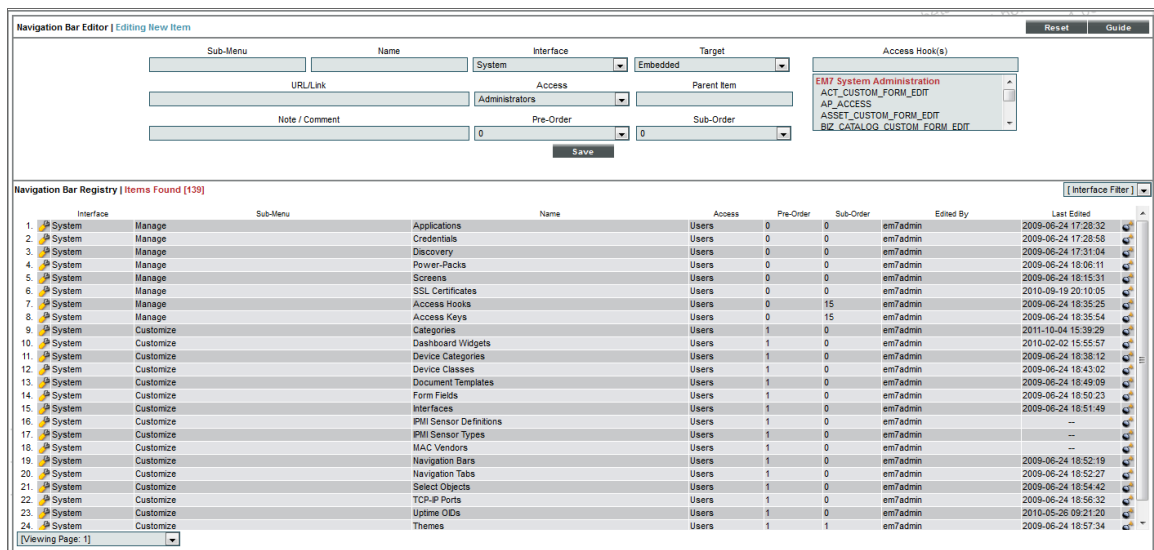 Navigation Bar Editor | Editing New Item Reset Guide
Sub-Menu Name Interface Target Access Hook(s)
System Embedded
URL/Link Access Parent Item
Administrators
EM7 System Administration
ACT_CUSTOM_FORM_EDIT
AP_ACCESS
ASSET_CUSTOM_FORM_EDIT
BIZ_CATALOG_CUSTOM_FORM_EDIT
Note / Comment Pre-Order Sub-Order
0 0
Save
Navigation Bar Registry | Items Found [139] [ Interface Filter ]
Interface Sub-Menu Name Access Pre-Order Sub-Order Edited By Last Edited
1. System Manage Applications Users 0 0 em7admin 2009-06-24 17:28:32
2. System Manage Credentials Users 0 0 em7admin 2009-06-24 17:28:58
3. System Manage Discovery Users 0 0 em7admin 2009-06-24 17:31:04
4. System Manage Power-Packs Users 0 0 em7admin 2009-06-24 18:06:11
5. System Manage Screens Users 0 0 em7admin 2009-06-24 18:15:31
6. System Manage SSL Certificates Users 0 0 em7admin 2010-09-19 20:10:05
7. System Manage Access Hooks Users 0 15 em7admin 2009-06-24 18:35:25
8. System Manage Access Keys Users 0 15 em7admin 2009-06-24 18:35:54
9. System Customize Categories Users 1 0 em7admin 2011-10-04 15:39:29
10. System Customize Dashboard Widgets Users 1 0 em7admin 2010-02-02 15:55:57
11. System Customize Device Categories Users 1 0 em7admin 2009-06-24 18:38:12
12. System Customize Device Classes Users 1 0 em7admin 2009-06-24 18:43:02
13. System Customize Document Templates Users 1 0 em7admin 2009-06-24 18:49:09
14. System Customize Form Fields Users 1 0 em7admin 2009-06-24 18:50:23
15. System Customize Interfaces Users 1 0 em7admin 2009-06-24 18:51:49
16. System Customize IPMI Sensor Definitions Users 1 0 em7admin --
17. System Customize IPMI Sensor Types Users 1 0 em7admin --
18. System Customize MAC Vendors Users 1 0 em7admin --
19. System Customize Navigation Bars Users 1 0 em7admin 2009-06-24 18:52:19
20. System Customize Navigation Tabs Users 1 0 em7admin 2009-06-24 18:52:27
21. System Customize Select Objects Users 1 0 em7admin 2009-06-24 18:54:42
22. System Customize TCP-IP Ports Users 1 0 em7admin 2009-06-24 18:56:32
23. System Customize Uptime OIDs Users 1 0 em7admin 2010-05-26 09:21:20
24. System Customize Themes Users 1 1 em7admin 2009-06-24 18:57:34
[Viewing Page: 1]